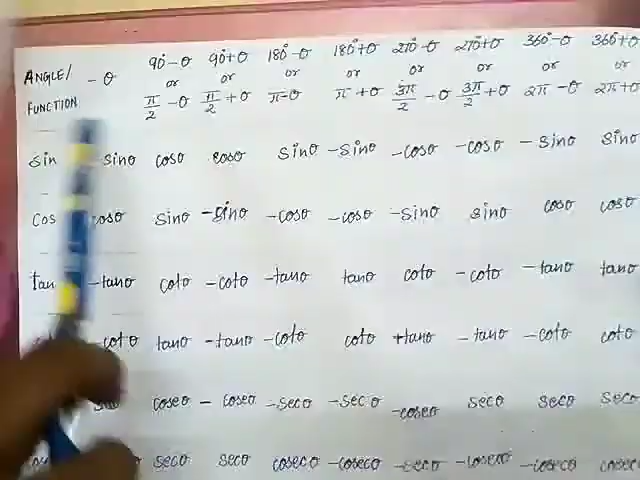 ANGLE/ -θ 90°-θ 90°+θ 180°-θ 180°+θ 270°-θ 270°+θ 360°-θ 360°+θ
or or or or or or or or
FUNCTION π/2 -θ π/2 +θ π-θ π+θ 3π/2 -θ 3π/2 +θ 2π-θ 2π+θ
sin -sinθ cosθ cosθ sinθ -sinθ -cosθ -cosθ -sinθ sinθ
cos cosθ sinθ -sinθ -cosθ -cosθ -sinθ sinθ cosθ cosθ
tan -tanθ cotθ -cotθ -tanθ tanθ cotθ -cotθ -tanθ tanθ
cotθ tanθ -tanθ -cotθ cotθ +tanθ -tanθ -cotθ cotθ
cosecθ -cosecθ -secθ -secθ -cosecθ secθ secθ secθ
secθ secθ cosecθ -cosecθ -secθ -cosecθ -cosecθ cosec